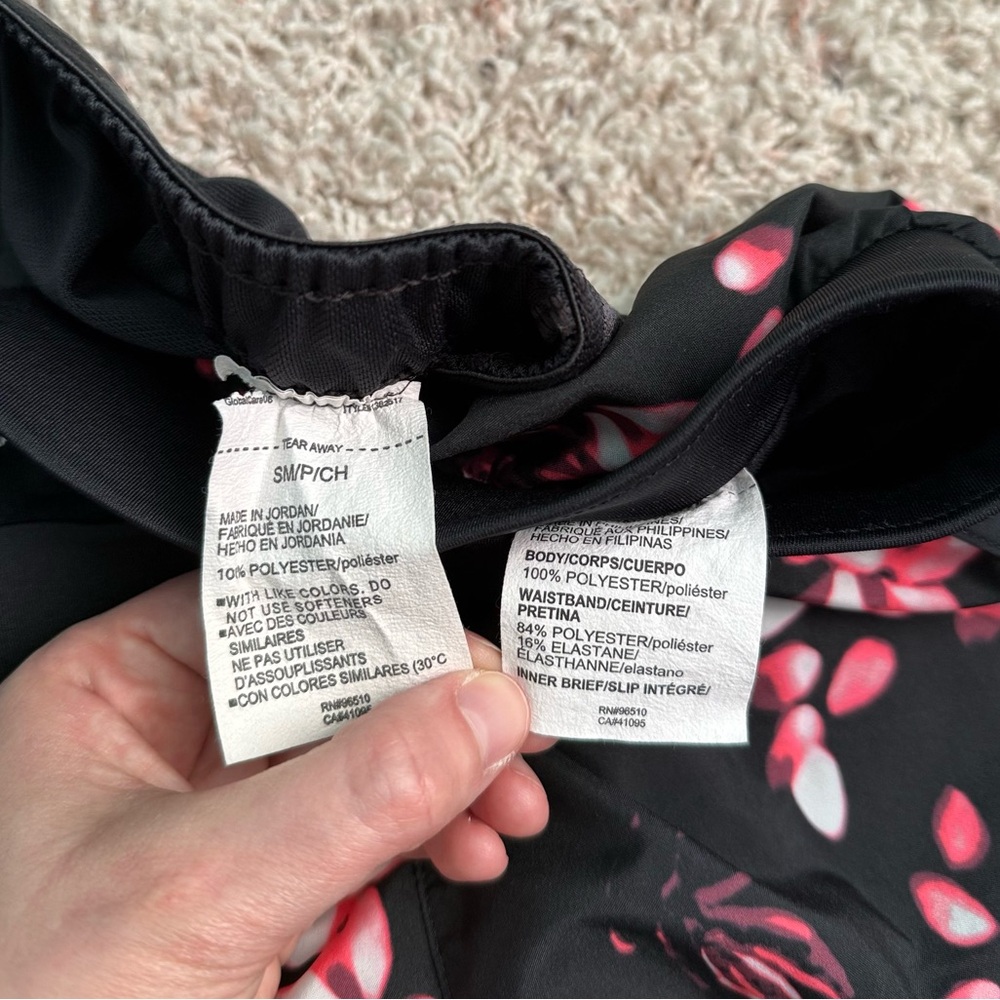 GlobalCare06
TEAR AWAY
SM/P/CH
MADE IN JORDAN/
FABRIQUÉ EN JORDANIE/
HECHO EN JORDANIA
10% POLYESTER/poliéster
■WITH LIKE COLORS. DO
NOT USE SOFTENERS
■AVEC DES COULEURS
SIMILAIRES
NE PAS UTILISER
D'ASSOUPLISSANTS
■CON COLORES SIMILARES (30°C
RN#96510
CA#41095
FABRIQUÉ AUX PHILIPPINES/
HECHO EN FILIPINAS
BODY/CORPS/CUERPO
100% POLYESTER/poliéster
WAISTBAND/CEINTURE/
PRETINA
84% POLYESTER/poliéster
16% ELASTANE/
ÉLASTHANNE/elastano
INNER BRIEF/SLIP INTÉGRÉ/
RN#96510
CA#41095